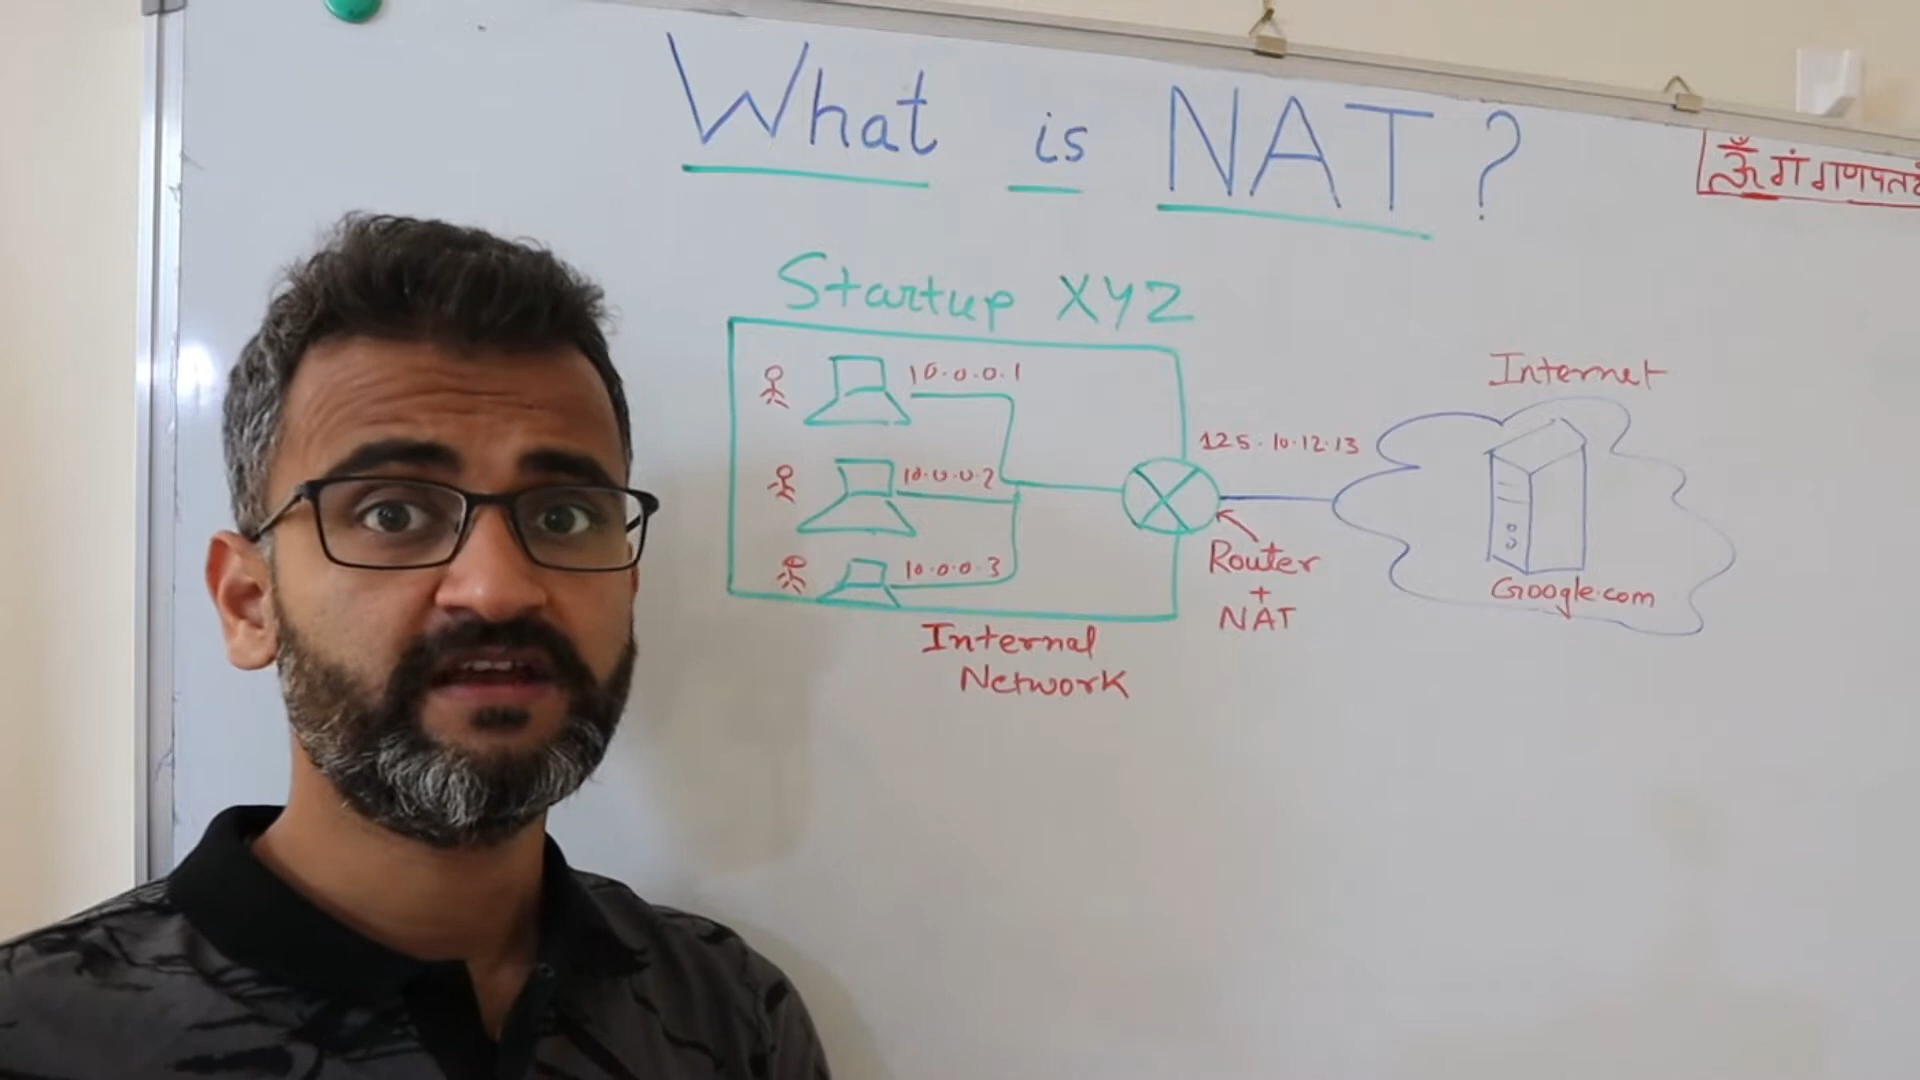 What is NAT?
ॐ गं गणपतये
Startup XYZ
10.0.0.1
10.0.0.2
10.0.0.3
Internal
Network
125.10.12.13
Router
+
NAT
Internet
Google.com